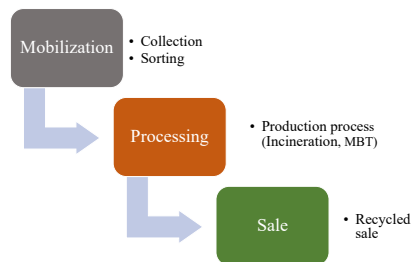 Mobilization
• Collection
• Sorting
Processing
• Production process
(Incineration, MBT)
Sale
• Recycled
sale